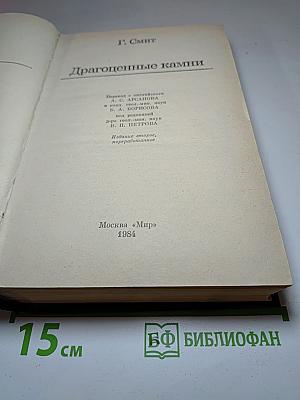 Г. Смит
Драгоценные камни
Перевод с английского
А. С. АРСАНОВА
и канд. геол.-мин. наук
Б. А. БОРИСОВА
под редакцией
д-ра геол.-мин. наук
В. П. ПЕТРОВА
Издание второе,
переработанное
Москва «Мир»
1984
15 см
БФ БИБЛИОФАН